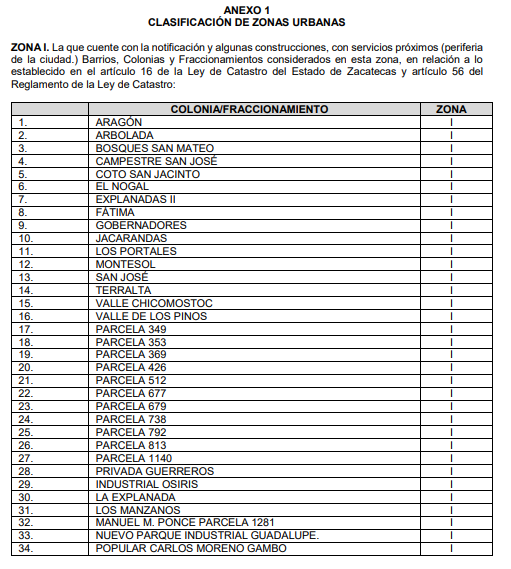 ANEXO 1
CLASIFICACIÓN DE ZONAS URBANAS
ZONA I. La que cuente con la notificación y algunas construcciones, con servicios próximos (periferia
de la ciudad.) Barrios, Colonias y Fraccionamientos considerados en esta zona, en relación a lo
establecido en el artículo 16 de la Ley de Catastro del Estado de Zacatecas y artículo 56 del
Reglamento de la Ley de Catastro:
COLONIA/FRACCIONAMIENTO ZONA
1. ARAGÓN I
2. ARBOLADA I
3. BOSQUES SAN MATEO I
4. CAMPESTRE SAN JOSÉ I
5. COTO SAN JACINTO I
6. EL NOGAL I
7. EXPLANADAS II I
8. FÁTIMA I
9. GOBERNADORES I
10. JACARANDAS I
11. LOS PORTALES I
12. MONTESOL I
13. SAN JOSÉ I
14. TERRALTA I
15. VALLE CHICOMOSTOC I
16. VALLE DE LOS PINOS I
17. PARCELA 349 I
18. PARCELA 353 I
19. PARCELA 369 I
20. PARCELA 426 I
21. PARCELA 512 I
22. PARCELA 677 I
23. PARCELA 679 I
24. PARCELA 738 I
25. PARCELA 792 I
26. PARCELA 813 I
27. PARCELA 1140 I
28. PRIVADA GUERREROS I
29. INDUSTRIAL OSIRIS I
30. LA EXPLANADA I
31. LOS MANZANOS I
32. MANUEL M. PONCE PARCELA 1281 I
33. NUEVO PARQUE INDUSTRIAL GUADALUPE. I
34. POPULAR CARLOS MORENO GAMBO I